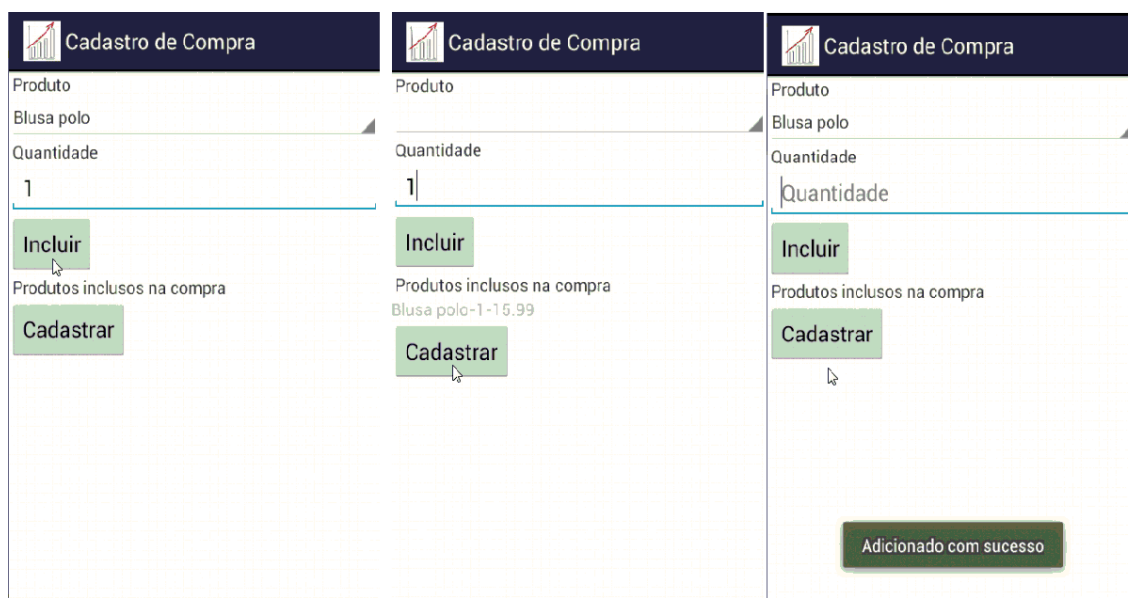 Cadastro de Compra
Produto
Blusa polo
Quantidade
1
Incluir
Produtos inclusos na compra
Cadastrar
Cadastro de Compra
Produto
Quantidade
1
Incluir
Produtos inclusos na compra
Blusa polo-1-15.99
Cadastrar
Cadastro de Compra
Produto
Blusa polo
Quantidade
Quantidade
Incluir
Produtos inclusos na compra
Cadastrar
Adicionado com sucesso